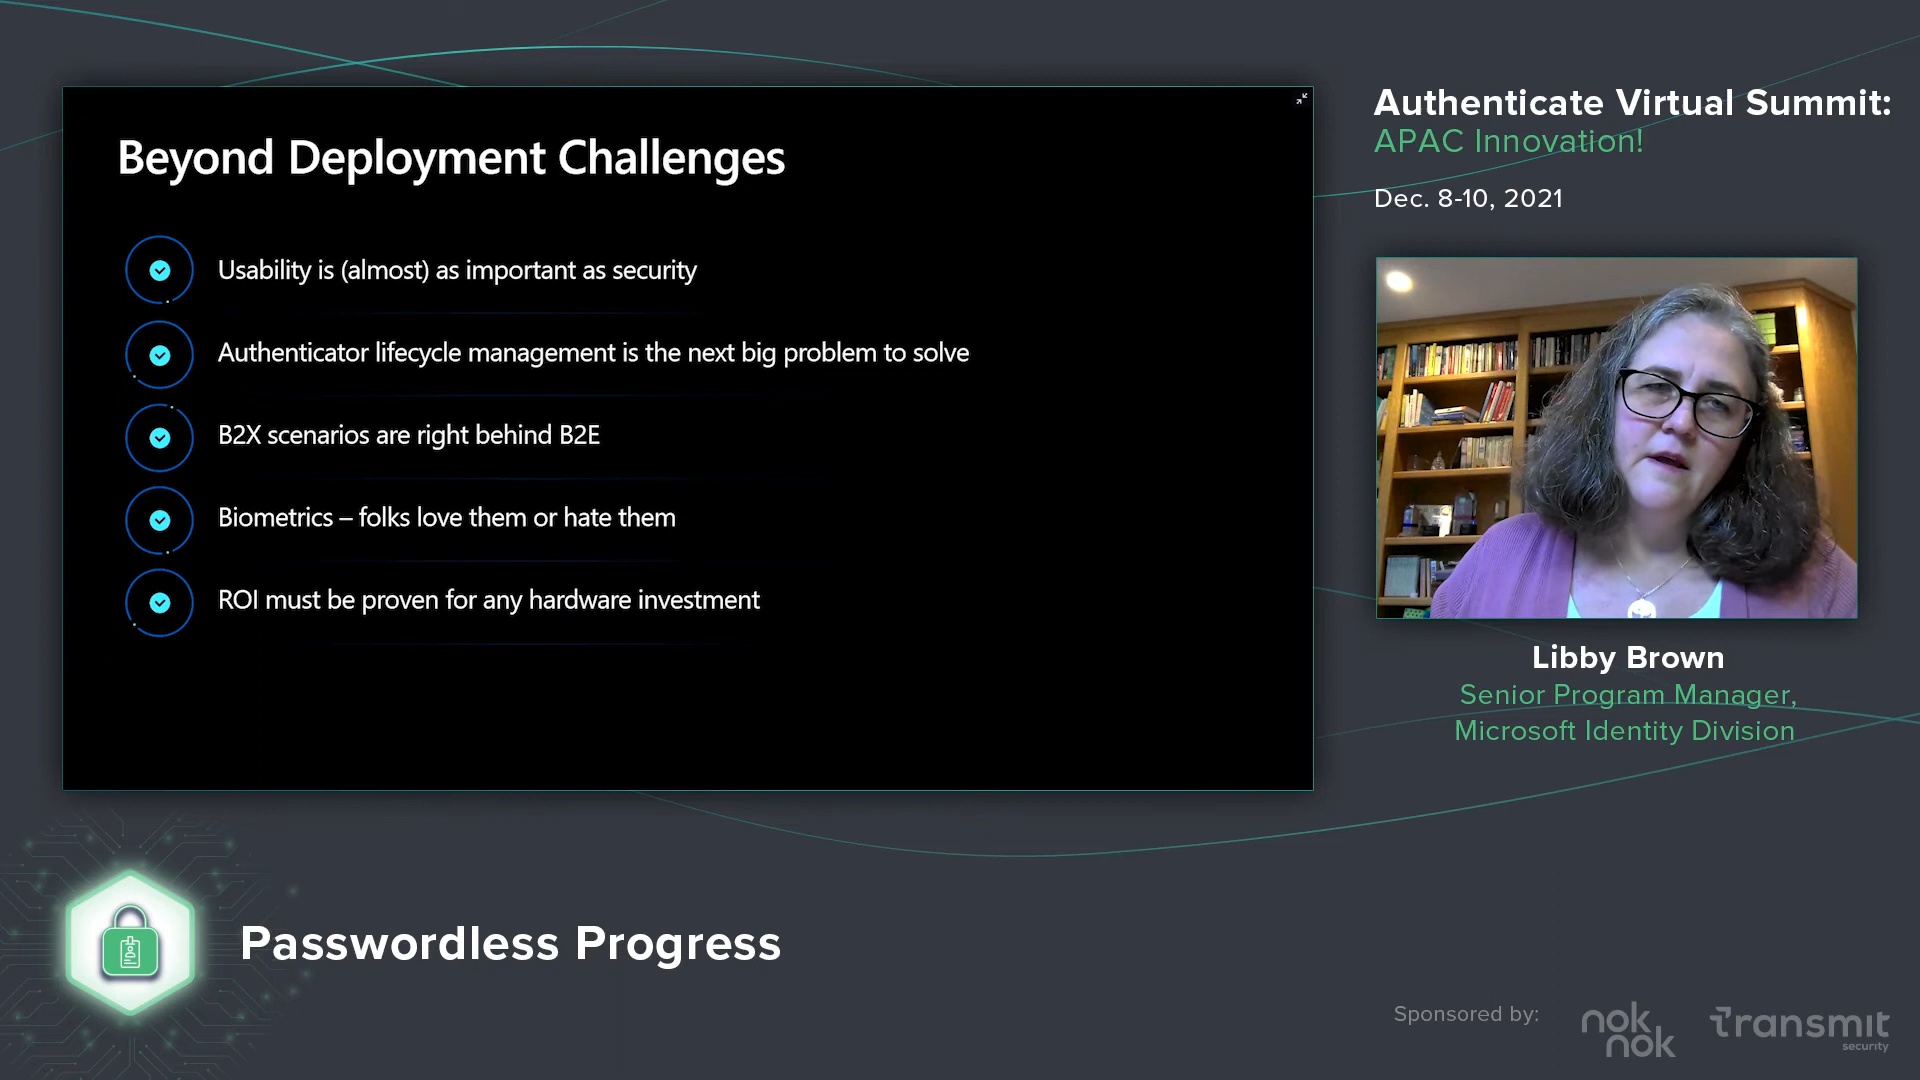 Beyond Deployment Challenges
Usability is (almost) as important as security
Authenticator lifecycle management is the next big problem to solve
B2X scenarios are right behind B2E
Biometrics – folks love them or hate them
ROI must be proven for any hardware investment
Authenticate Virtual Summit:
APAC Innovation!
Dec. 8-10, 2021
Libby Brown
Senior Program Manager,
Microsoft Identity Division
Passwordless Progress
Sponsored by:
nok
nok
Transmit
security